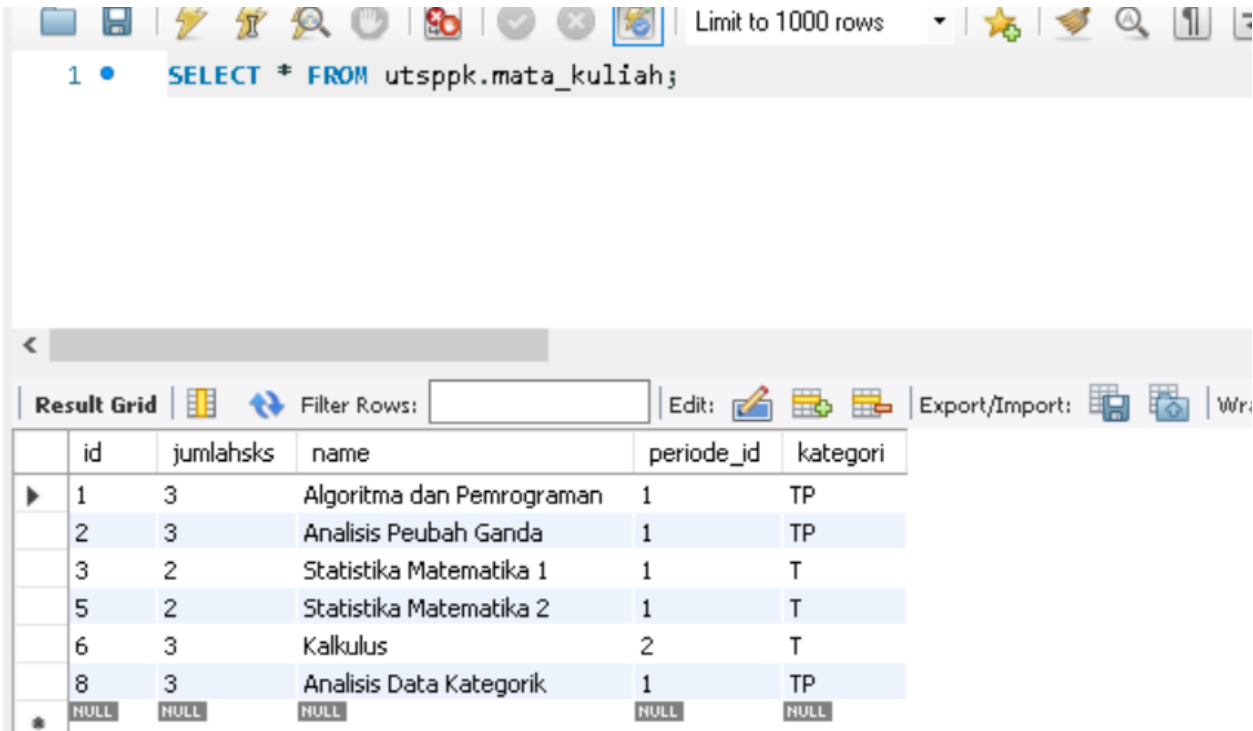 Limit to 1000 rows
1 SELECT * FROM utsppk.mata_kuliah;
Result Grid Filter Rows: Edit: Export/Import: Wra
id jumlahsks name periode_id kategori
1 3 Algoritma dan Pemrograman 1 TP
2 3 Analisis Peubah Ganda 1 TP
3 2 Statistika Matematika 1 1 T
5 2 Statistika Matematika 2 1 T
6 3 Kalkulus 2 T
8 3 Analisis Data Kategorik 1 TP
NULL NULL NULL NULL NULL